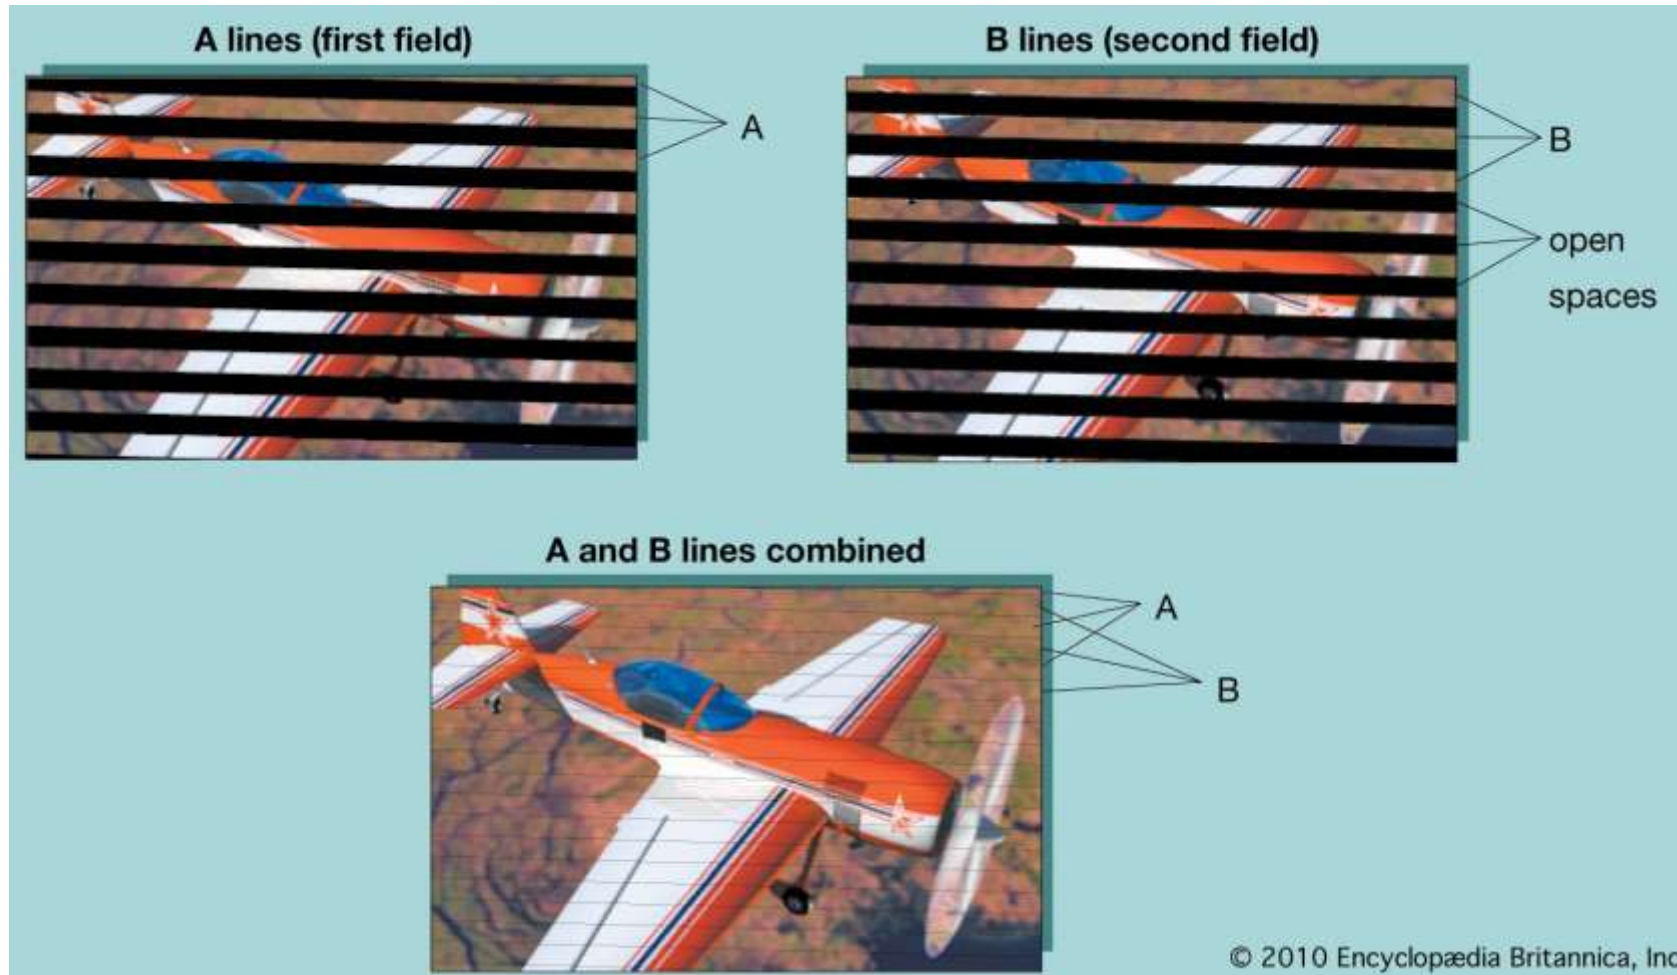 A lines (first field)
B lines (second field)
A
B
open
spaces
A and B lines combined
A
B
© 2010 Encyclopædia Britannica, Inc